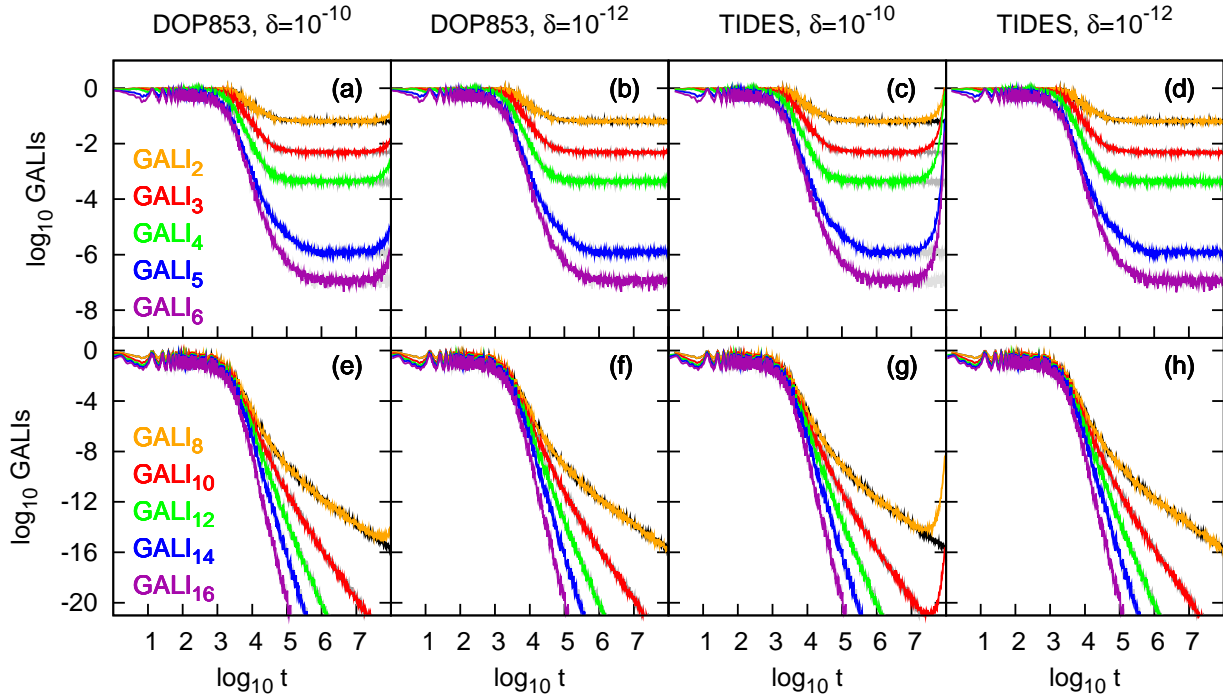 DOP853, δ=10⁻¹⁰ DOP853, δ=10⁻¹² TIDES, δ=10⁻¹⁰ TIDES, δ=10⁻¹²
(a) (b) (c) (d)
0
-2
-4
-6
-8
log₁₀ GALIs
GALI₂
GALI₃
GALI₄
GALI₅
GALI₆
(e) (f) (g) (h)
0
-4
-8
-12
-16
-20
log₁₀ GALIs
GALI₈
GALI₁₀
GALI₁₂
GALI₁₄
GALI₁₆
1 2 3 4 5 6 7 1 2 3 4 5 6 7 1 2 3 4 5 6 7 1 2 3 4 5 6 7
log₁₀ t log₁₀ t log₁₀ t log₁₀ t